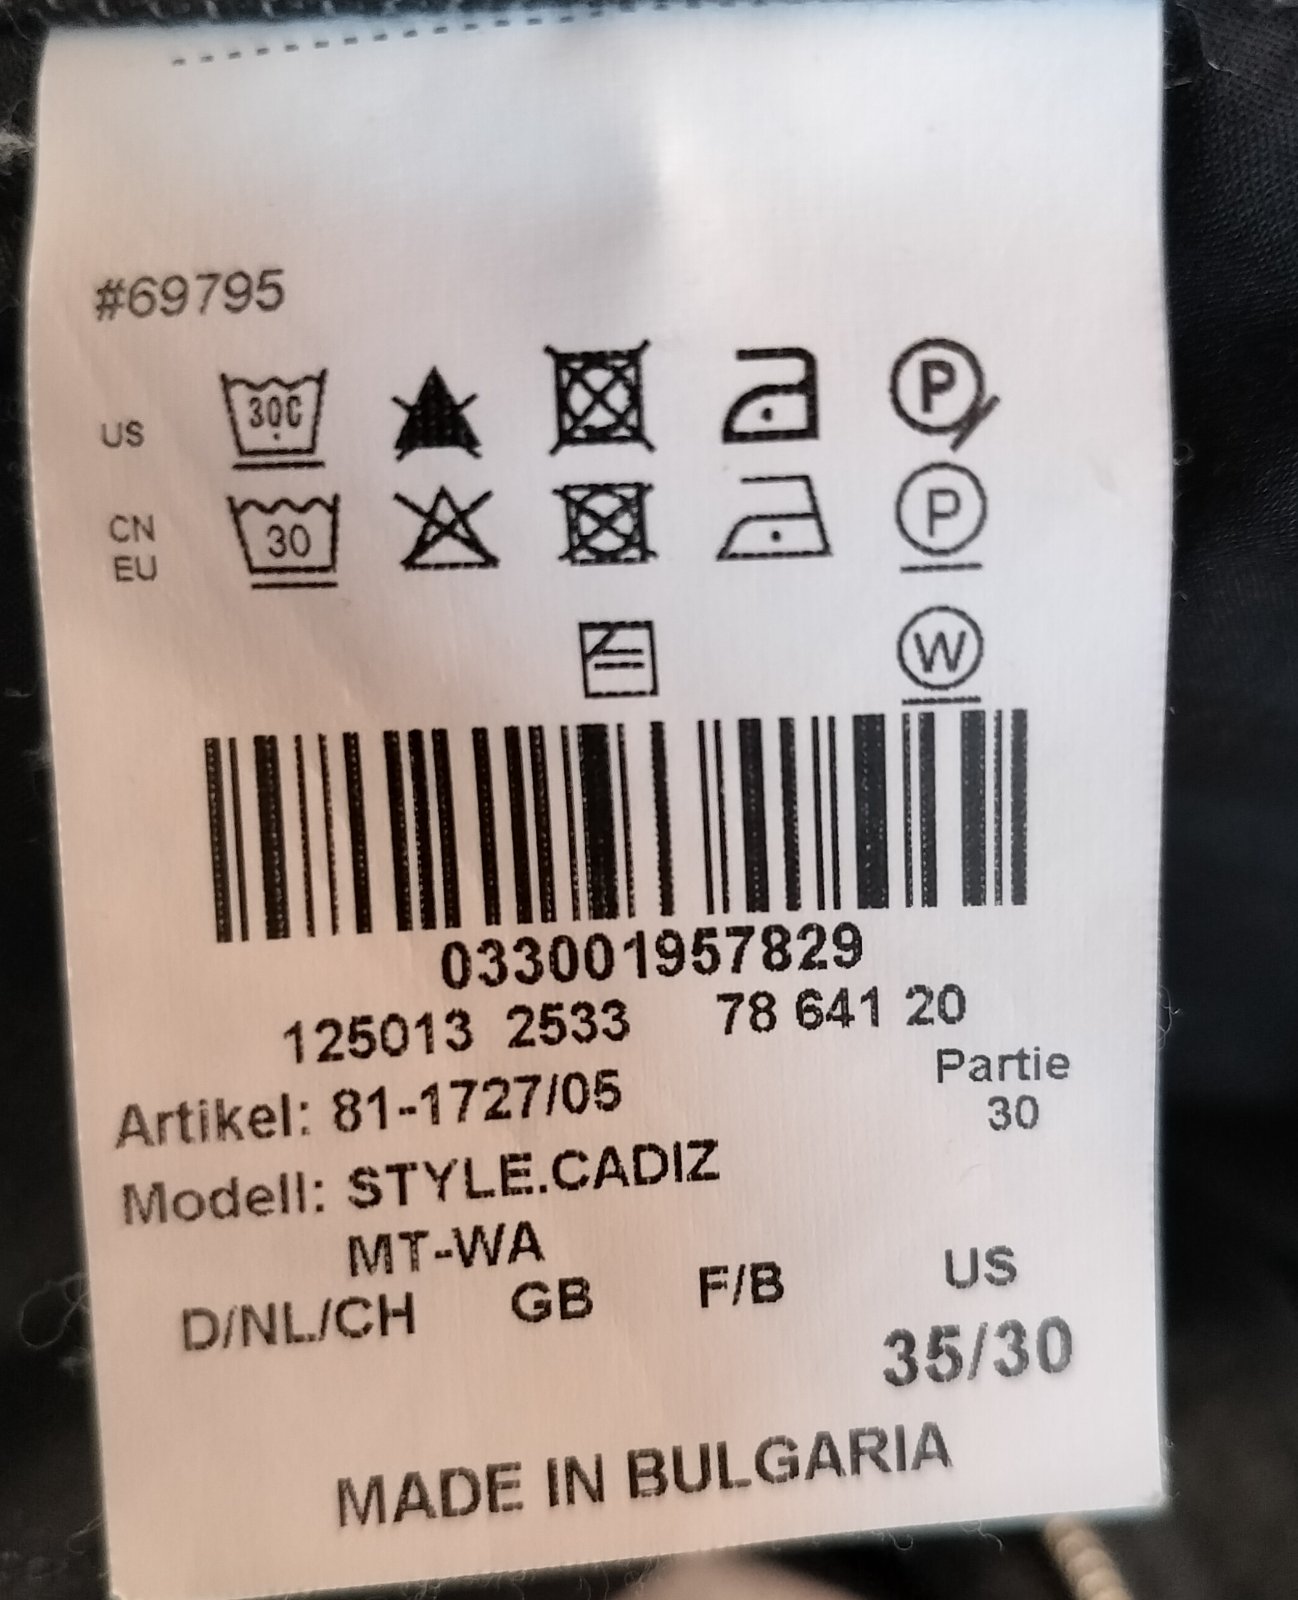 #69795
US 30C P
CN
EU 30 P
W
033001957829
125013 2533 78 641 20
Artikel: 81-1727/05 Partie
30
Modell: STYLE.CADIZ
MT-WA
D/NL/CH GB F/B US
35/30
MADE IN BULGARIA